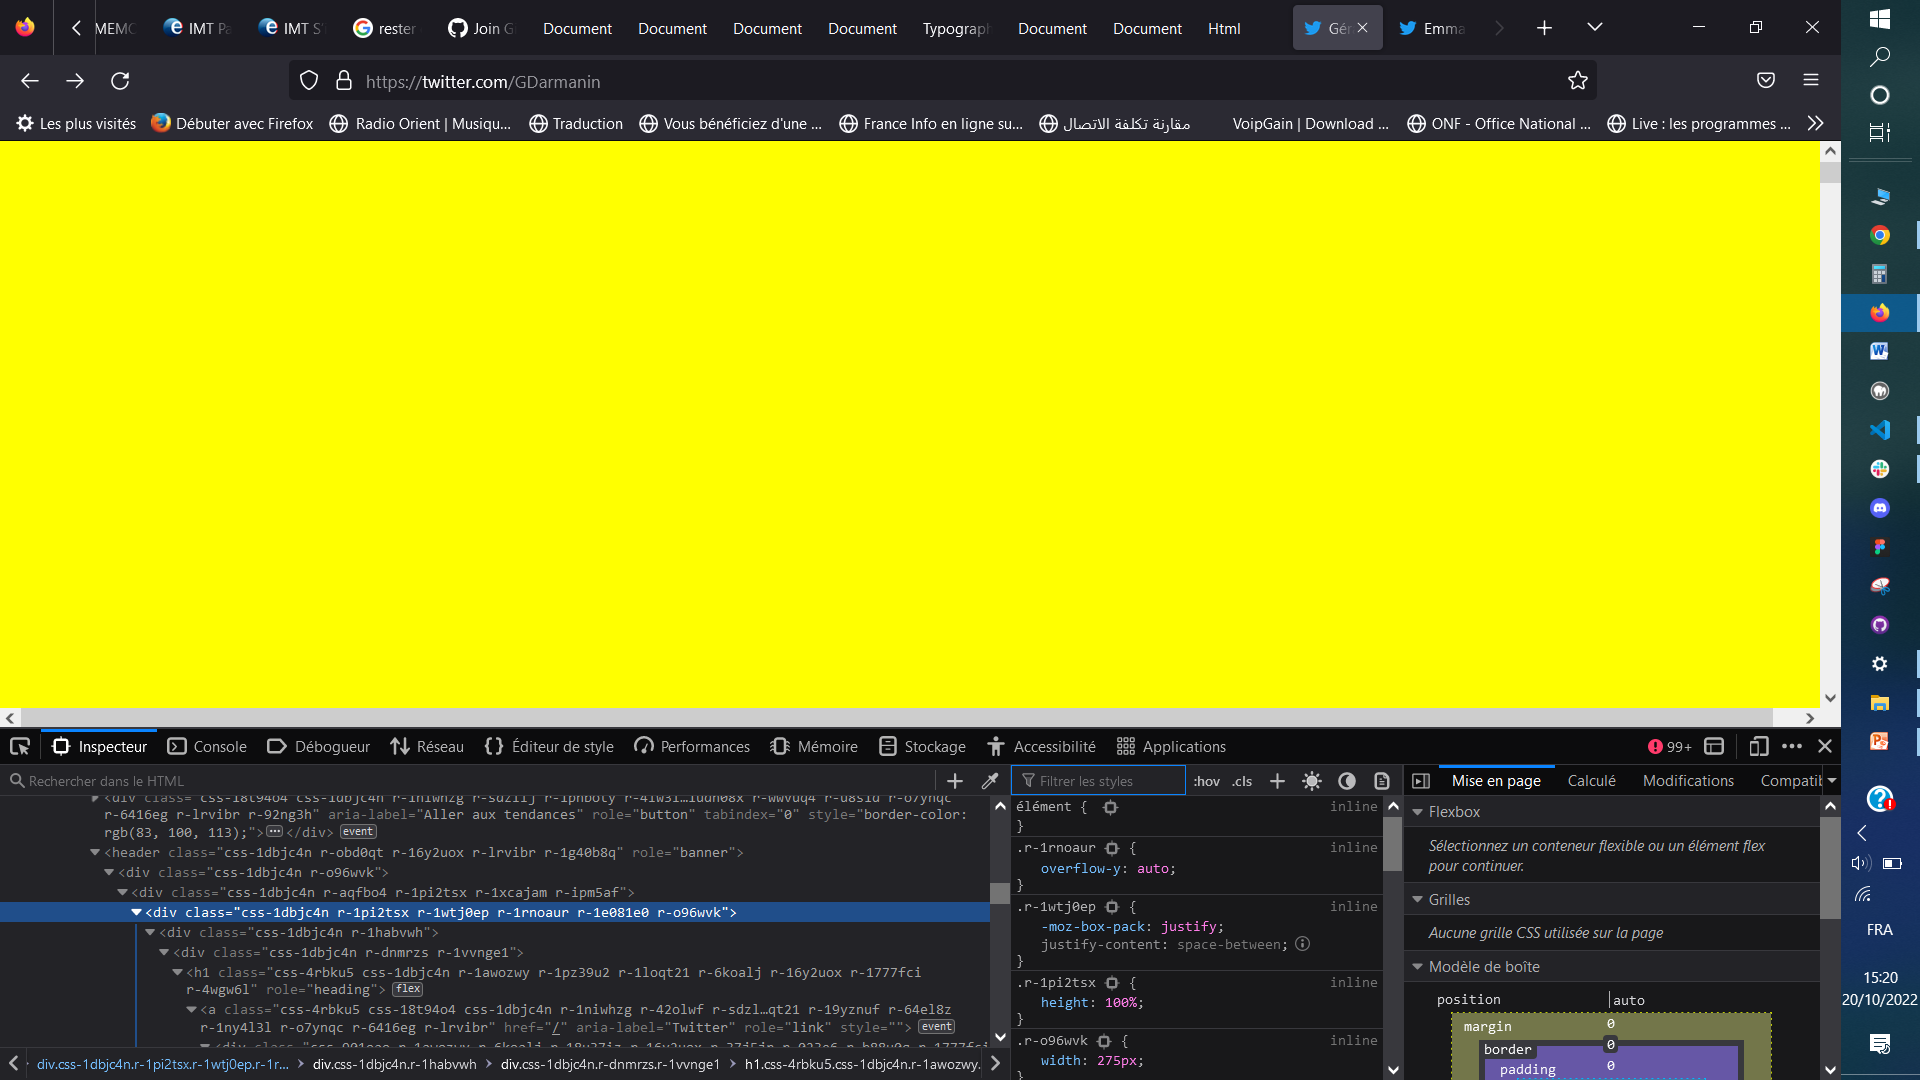 MEMO
IMT Pa
IMT S'
rester
Join G
Document
Document
Document
Document
Typograph
Document
Document
Html
Gér
Emma
https://twitter.com/GDarmanin
Les plus visités
Débuter avec Firefox
Radio Orient | Musiqu...
Traduction
Vous bénéficiez d'une ...
France Info en ligne su...
مقارنة تكلفة الاتصال
VoipGain | Download ...
ONF - Office National ...
Live : les programmes ...
Inspecteur
Console
Débogueur
Réseau
Éditeur de style
Performances
Mémoire
Stockage
Accessibilité
Applications
99+
Rechercher dans le HTML
r-6416eg r-lrvibr r-92ng3h" aria-label="Aller aux tendances" role="button" tabindex="0" style="border-color:
rgb(83, 100, 113);"> </div> event
<header class="css-1dbjc4n r-obd0qt r-16y2uox r-lrvibr r-1g40b8q" role="banner">
<div class="css-1dbjc4n r-o96wvk">
<div class="css-1dbjc4n r-aqfbo4 r-1pi2tsx r-1xcajam r-ipm5af">
<div class="css-1dbjc4n r-1pi2tsx r-1wtj0ep r-1rnoaur r-1e081e0 r-o96wvk">
<div class="css-1dbjc4n r-1habvwh">
<div class="css-1dbjc4n r-dnmrzs r-1vvnge1">
<h1 class="css-4rbku5 css-1dbjc4n r-1awozwy r-1pz39u2 r-1loqt21 r-6koalj r-16y2uox r-1777fci
r-4wgw6l" role="heading"> flex
<a class="css-4rbku5 css-18t94o4 css-1dbjc4n r-1niwhzg r-42olwf r-sdzl…qt21 r-19yznuf r-64el8z
r-1ny4l3l r-o7ynqc r-6416eg r-lrvibr" href="/" aria-label="Twitter" role="link" style=""> event
div.css-1dbjc4n.r-1pi2tsx.r-1wtj0ep.r-1r...
div.css-1dbjc4n.r-1habvwh
div.css-1dbjc4n.r-dnmrzs.r-1vvnge1
h1.css-4rbku5.css-1dbjc4n.r-1awozwy.
Filtrer les styles
:hov
.cls
élément {
inline
}
.r-1rnoaur {
inline
overflow-y: auto;
}
.r-1wtj0ep {
inline
-moz-box-pack: justify;
justify-content: space-between;
}
.r-1pi2tsx {
inline
height: 100%;
}
.r-o96wvk {
inline
width: 275px;
}
Mise en page
Calculé
Modifications
Compatib
Flexbox
Sélectionnez un conteneur flexible ou un élément flex
pour continuer.
Grilles
Aucune grille CSS utilisée sur la page
Modèle de boîte
position
auto
margin
0
border
0
padding
0
FRA
15:20
20/10/2022